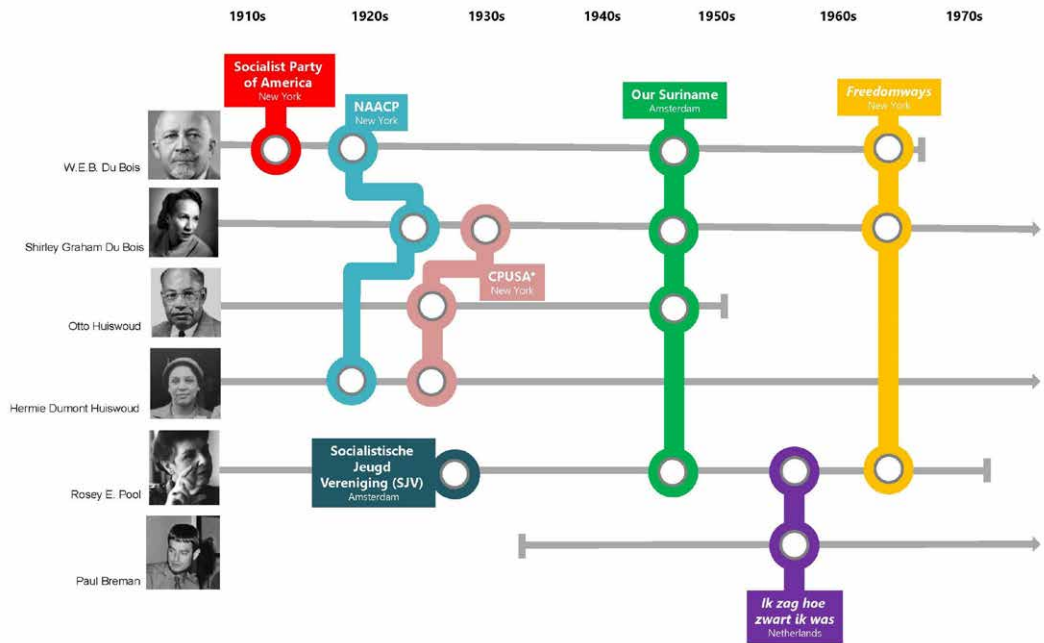 1910s 1920s 1930s 1940s 1950s 1960s 1970s
Socialist Party
of America
New York
NAACP
New York
Our Suriname
Amsterdam
Freedomways
New York
W.E.B. Du Bois
Shirley Graham Du Bois
CPUSA*
New York
Otto Huiswoud
Hermie Dumont Huiswoud
Socialistische
Jeugd
Vereniging (SJV)
Amsterdam
Rosey E. Pool
Paul Breman
Ik zag hoe
zwart ik was
Netherlands